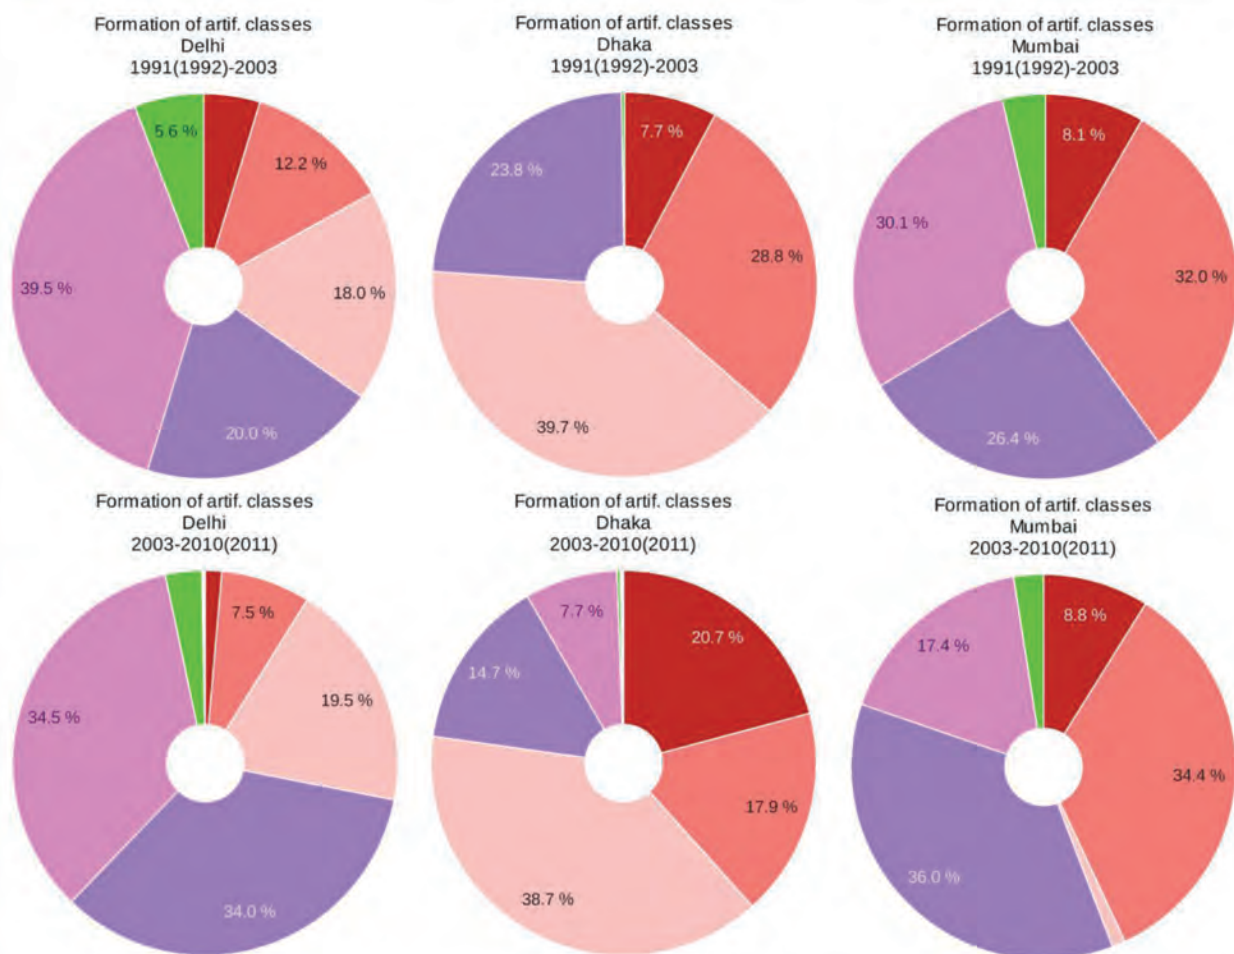 Formation of artif. classes
Delhi
1991(1992)-2003
5.6 %
12.2 %
39.5 %
18.0 %
20.0 %
Formation of artif. classes
Dhaka
1991(1992)-2003
7.7 %
23.8 %
28.8 %
39.7 %
Formation of artif. classes
Mumbai
1991(1992)-2003
8.1 %
30.1 %
32.0 %
26.4 %
Formation of artif. classes
Delhi
2003-2010(2011)
7.5 %
19.5 %
34.5 %
34.0 %
Formation of artif. classes
Dhaka
2003-2010(2011)
7.7 %
20.7 %
14.7 %
17.9 %
38.7 %
Formation of artif. classes
Mumbai
2003-2010(2011)
8.8 %
17.4 %
34.4 %
36.0 %